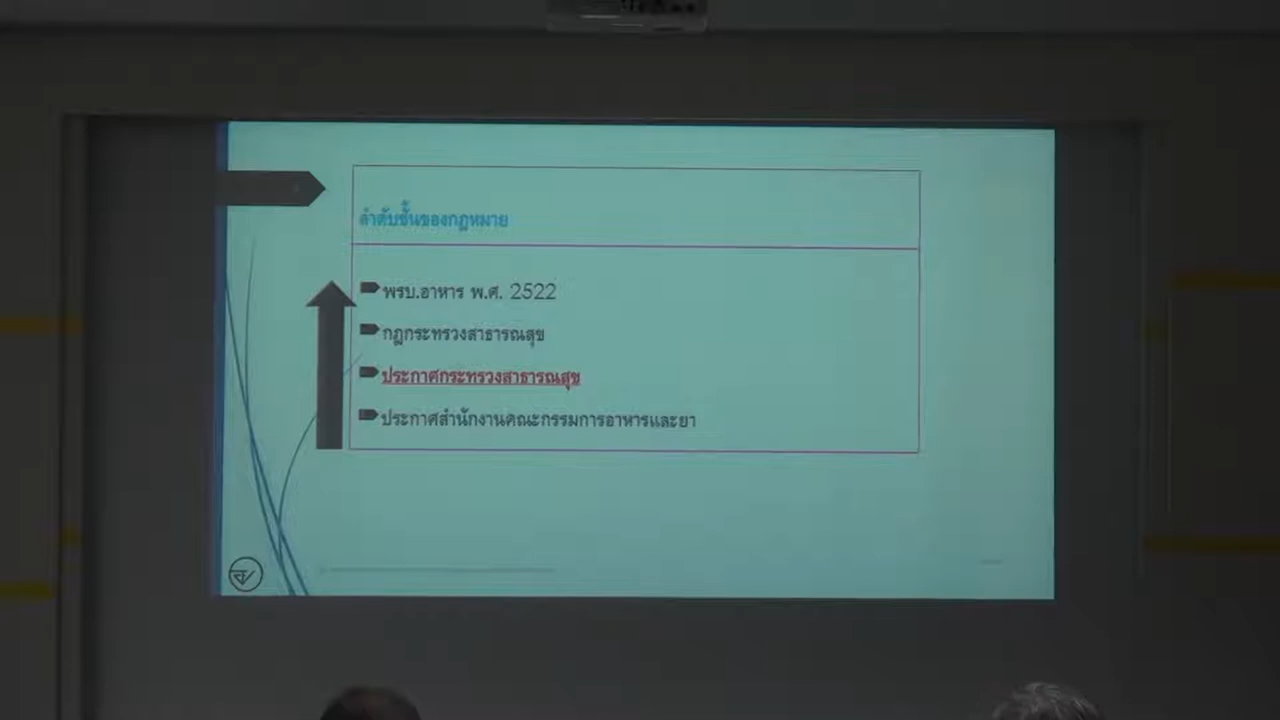 ลำดับชั้นของกฎหมาย
พรบ.อาหาร พ.ศ. 2522
กฎกระทรวงสาธารณสุข
ประกาศกระทรวงสาธารณสุข
ประกาศสำนักงานคณะกรรมการอาหารและยา